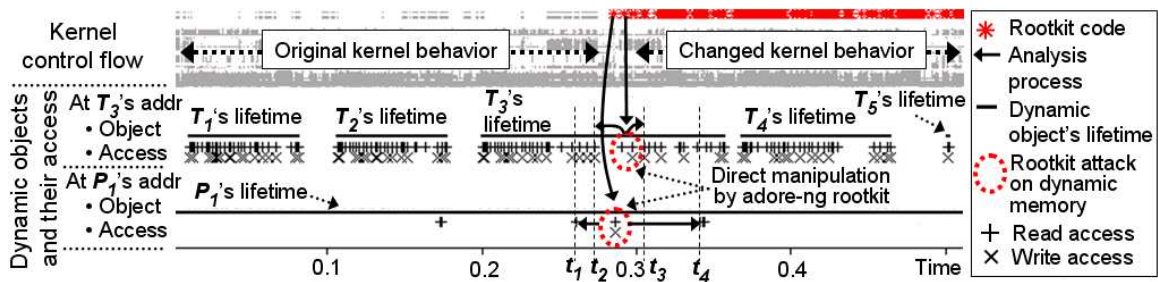 Kernel
control flow
Original kernel behavior
Changed kernel behavior
Dynamic objects
and their access
At T3's addr
• Object
• Access
T1's lifetime
T2's lifetime
T3's
lifetime
T4's lifetime
T5's lifetime
At P1's addr
• Object
• Access
P1's lifetime
Direct manipulation
by adore-ng rootkit
0.1
0.2
t1
t2
0.3
t3
t4
0.4
Time
Rootkit code
Analysis
process
Dynamic
object's lifetime
Rootkit attack
on dynamic
memory
Read access
Write access